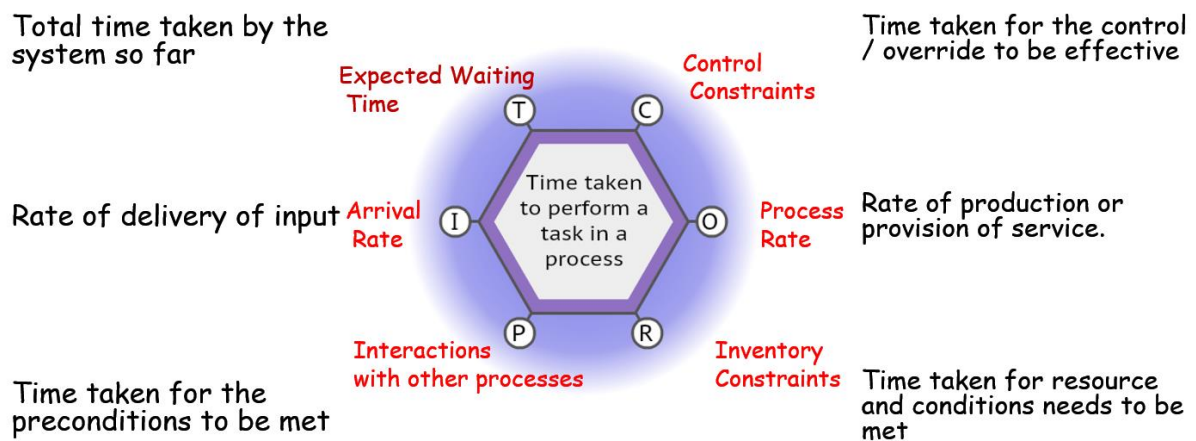 Total time taken by the
system so far
Expected Waiting
Time
T
C
Control
Constraints
Time taken for the control
/ override to be effective
Rate of delivery of input
Arrival
Rate
I
Time taken
to perform a
task in a
process
O
Process
Rate
Rate of production or
provision of service.
Interactions
with other processes
P
R
Inventory
Constraints
Time taken for the
preconditions to be met
Time taken for resource
and conditions needs to be
met